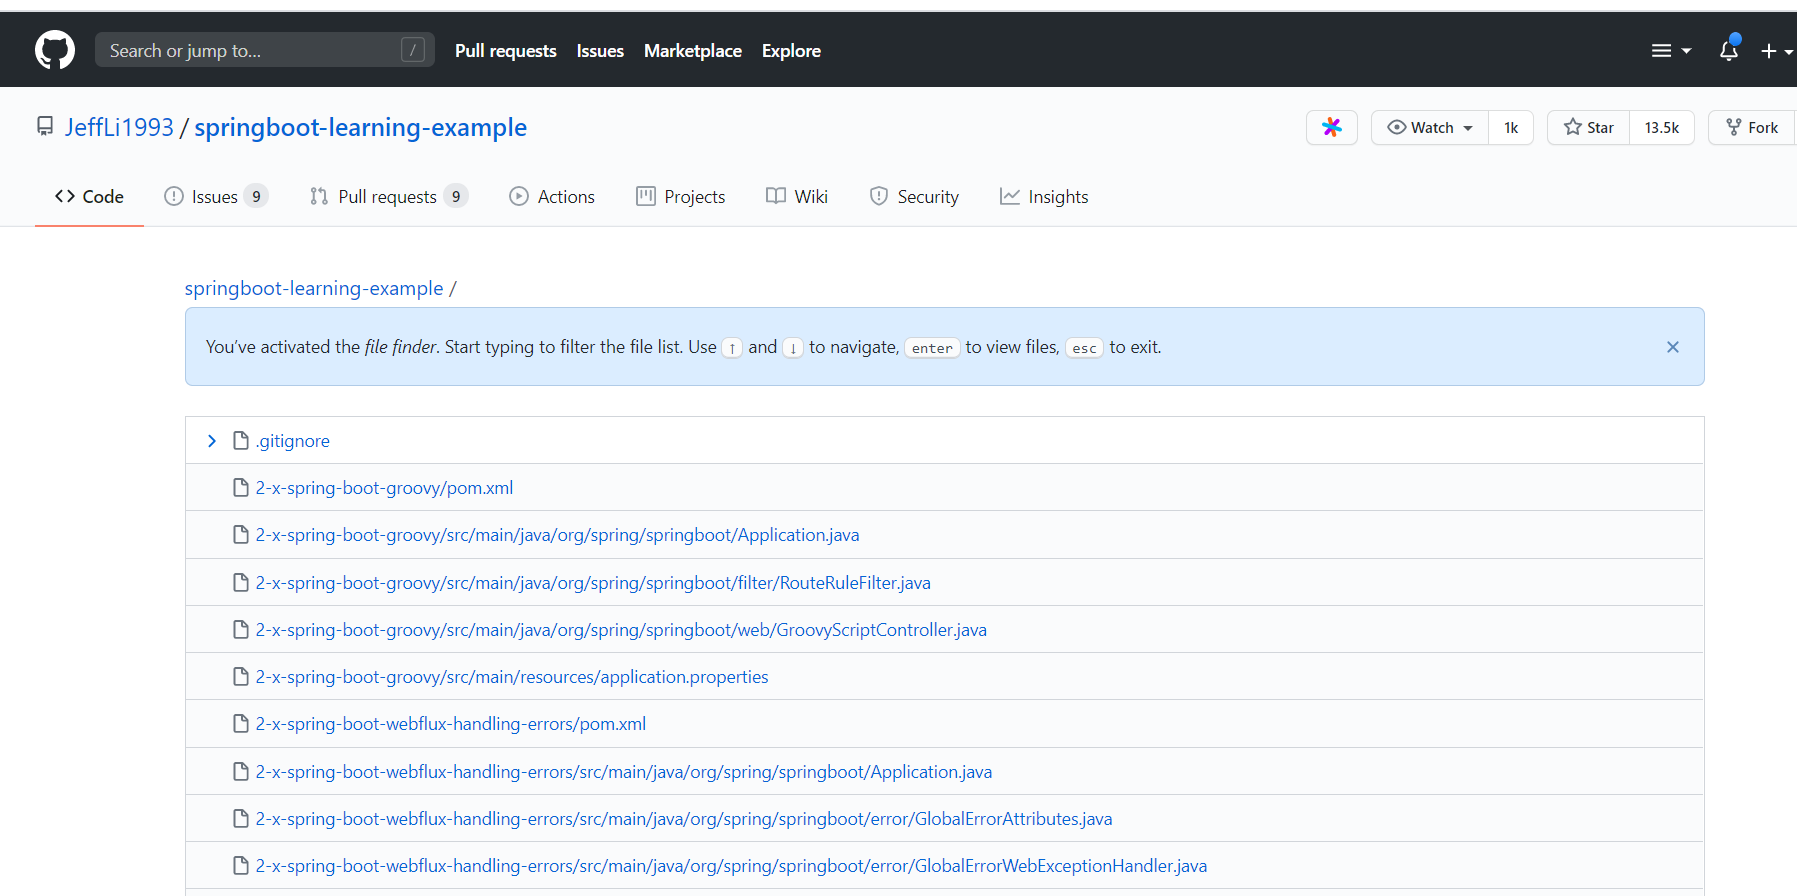 Search or jump to... / Pull requests Issues Marketplace Explore
JeffLi1993 / springboot-learning-example Watch 1k Star 13.5k Fork
Code Issues 9 Pull requests 9 Actions Projects Wiki Security Insights
springboot-learning-example /
You’ve activated the file finder. Start typing to filter the file list. Use ↑ and ↓ to navigate, enter to view files, esc to exit.
.gitignore
2-x-spring-boot-groovy/pom.xml
2-x-spring-boot-groovy/src/main/java/org/spring/springboot/Application.java
2-x-spring-boot-groovy/src/main/java/org/spring/springboot/filter/RouteRuleFilter.java
2-x-spring-boot-groovy/src/main/java/org/spring/springboot/web/GroovyScriptController.java
2-x-spring-boot-groovy/src/main/resources/application.properties
2-x-spring-boot-webflux-handling-errors/pom.xml
2-x-spring-boot-webflux-handling-errors/src/main/java/org/spring/springboot/Application.java
2-x-spring-boot-webflux-handling-errors/src/main/java/org/spring/springboot/error/GlobalErrorAttributes.java
2-x-spring-boot-webflux-handling-errors/src/main/java/org/spring/springboot/error/GlobalErrorWebExceptionHandler.java